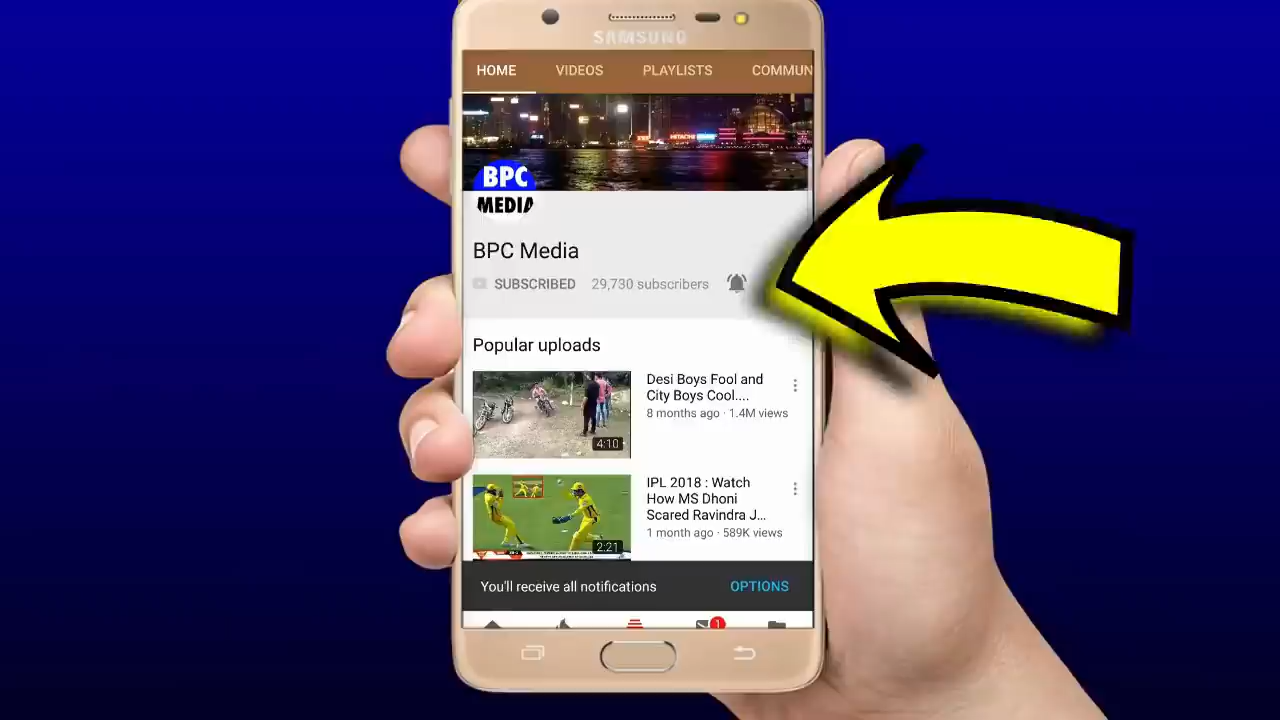 SAMSUNG
HOME VIDEOS PLAYLISTS COMMUN
BPC
MEDIA
BPC Media
SUBSCRIBED 29,730 subscribers
Popular uploads
Desi Boys Fool and
City Boys Cool....
8 months ago · 1.4M views
4:10
IPL 2018 : Watch
How MS Dhoni
Scared Ravindra J...
1 month ago · 589K views
2:21
You'll receive all notifications OPTIONS
1